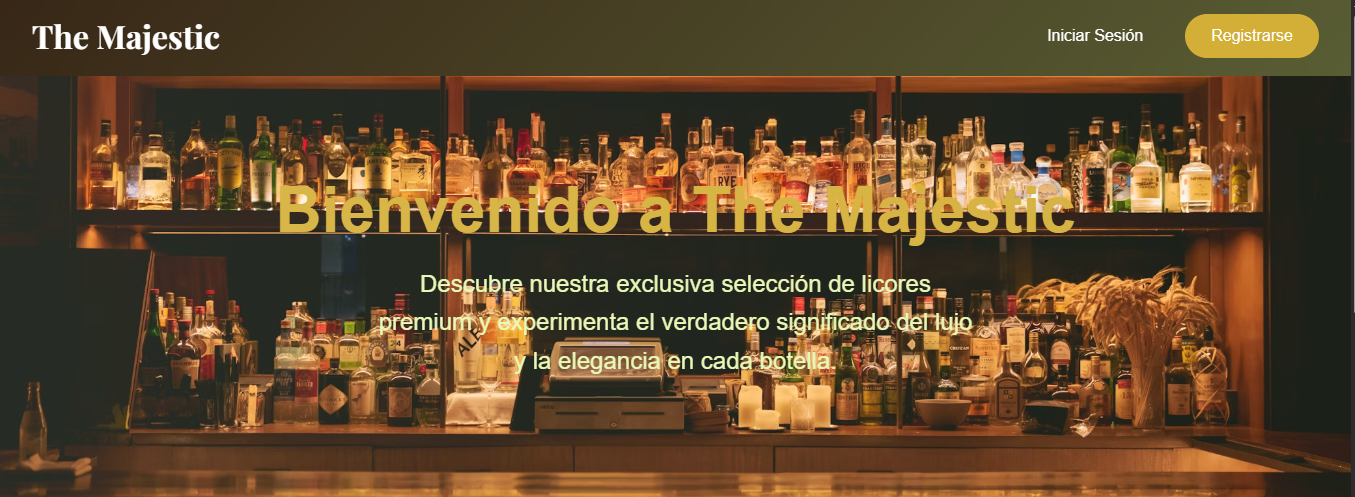 The Majestic
Iniciar Sesión
Registrarse
TRYE
Bienvenido a The Majestic
Descubre nuestra exclusiva selección de licores
premium y experimenta el verdadero significado del lujo
y la elegancia en cada botella.